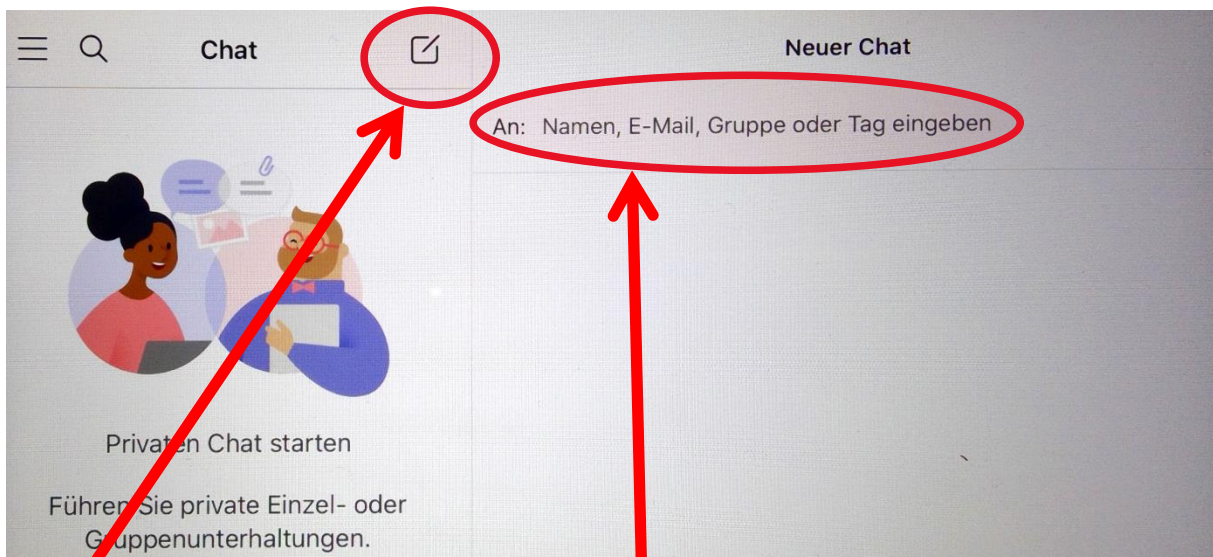 Chat
Neuer Chat
An: Namen, E-Mail, Gruppe oder Tag eingeben
Privaten Chat starten
Führen Sie private Einzel- oder
Gruppenunterhaltungen.